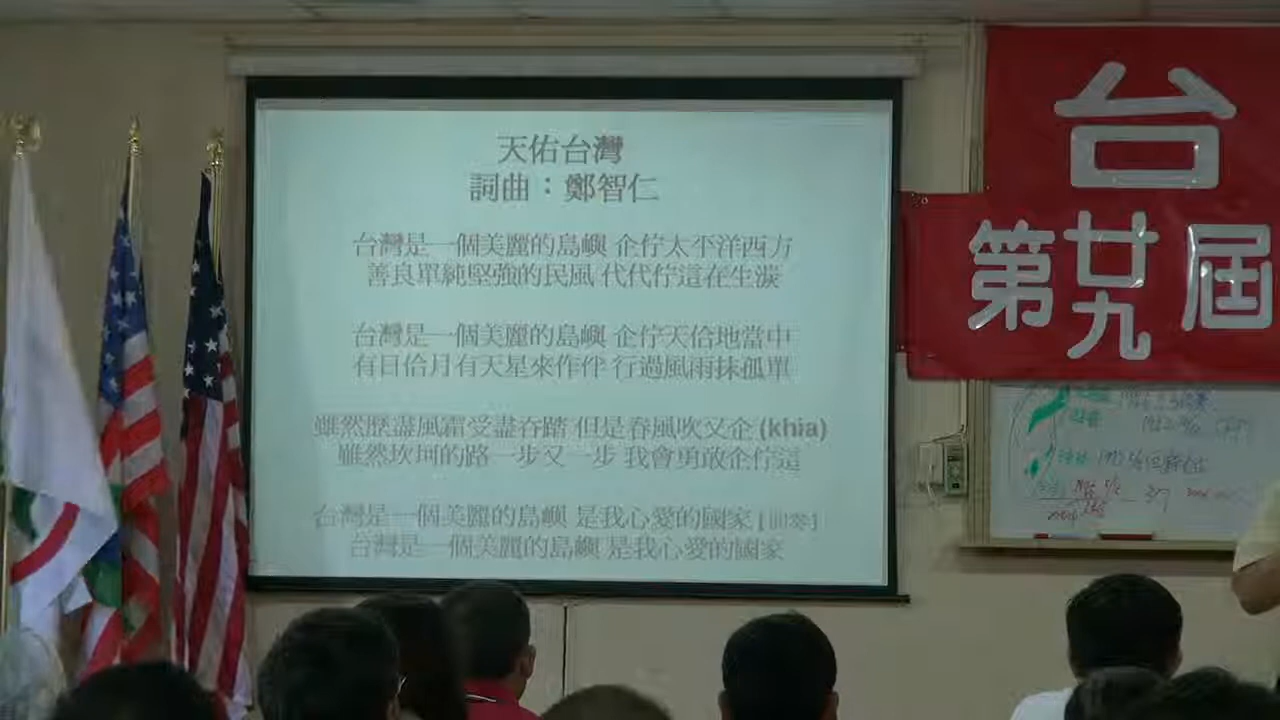 天佑台灣
詞曲：鄭智仁
台灣是一個美麗的島嶼 企佇太平洋西方
善良單純堅強的民風 代代佇這在生湠
台灣是一個美麗的島嶼 企佇天佮地當中
有日佮月有天星來作伴 行過風雨抹孤單
雖然歷盡風霜受盡吞踏 但是春風吹又企 (khia)
雖然坎坷的路一步又一步 我會勇敢企佇這
台灣是一個美麗的島嶼 是我心愛的國家 [間奏]
台灣是一個美麗的島嶼 是我心愛的國家
台
第廿九屆